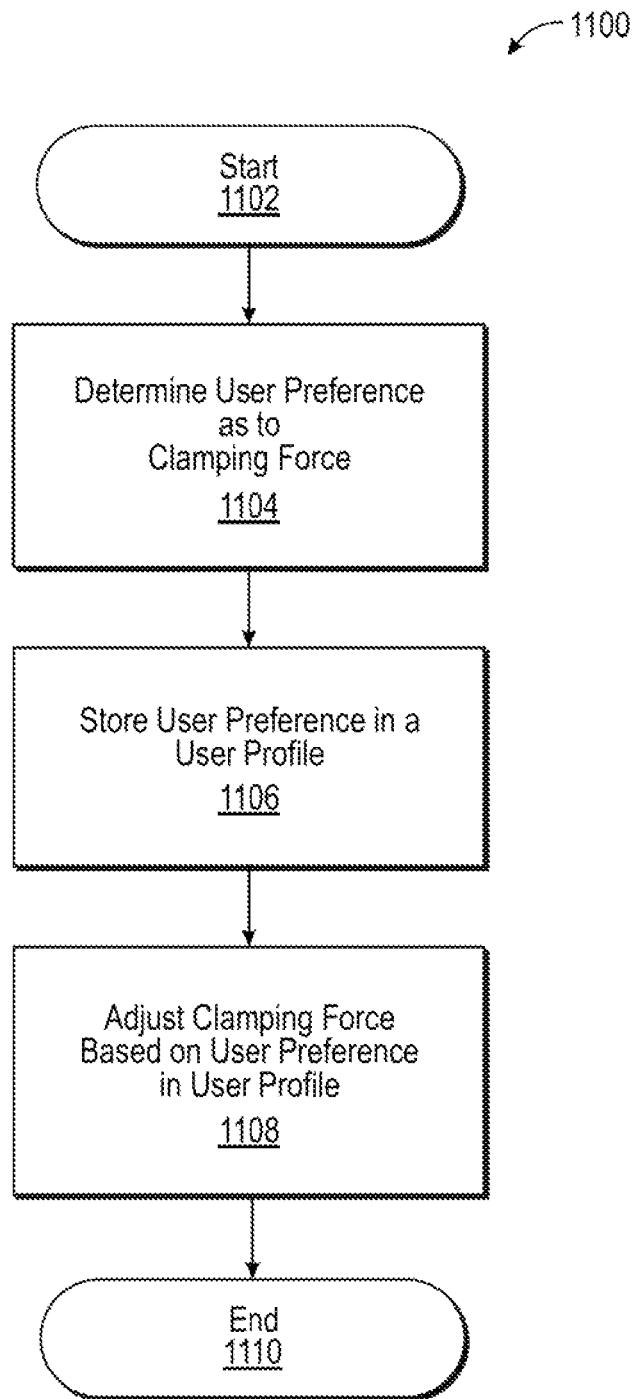 1100
Start
1102
Determine User Preference
as to
Clamping Force
1104
Store User Preference in a
User Profile
1106
Adjust Clamping Force
Based on User Preference
in User Profile
1108
End
1110